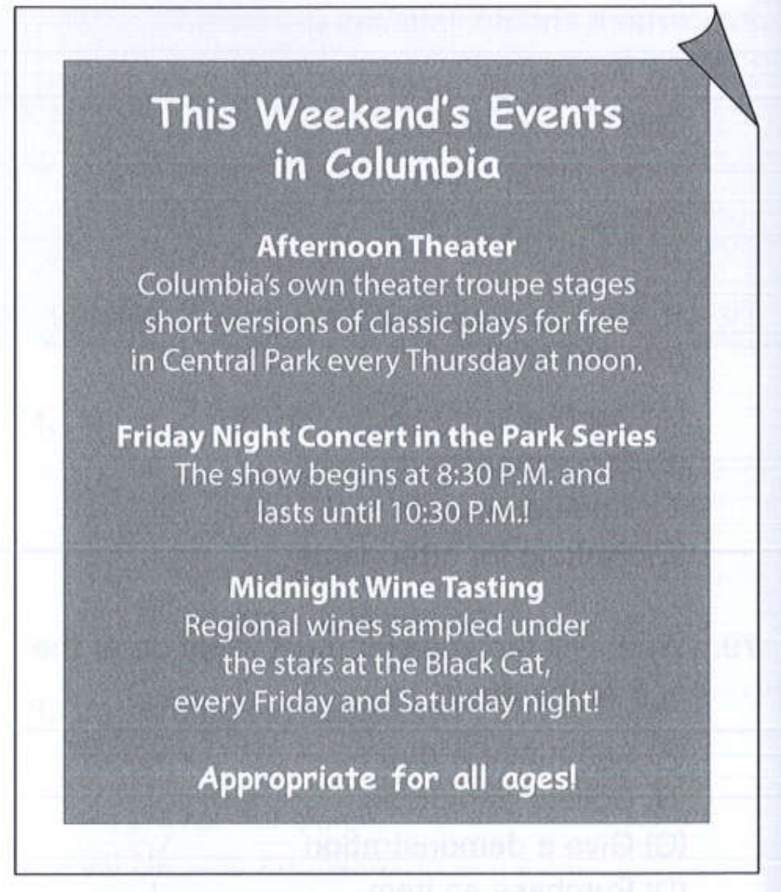 This Weekend's Events
in Columbia
Afternoon Theater
Columbia's own theater troupe stages
short versions of classic plays for free
in Central Park every Thursday at noon.
Friday Night Concert in the Park Series
The show begins at 8:30 P.M. and
lasts until 10:30 P.M.!
Midnight Wine Tasting
Regional wines sampled under
the stars at the Black Cat,
every Friday and Saturday night!
Appropriate for all ages!